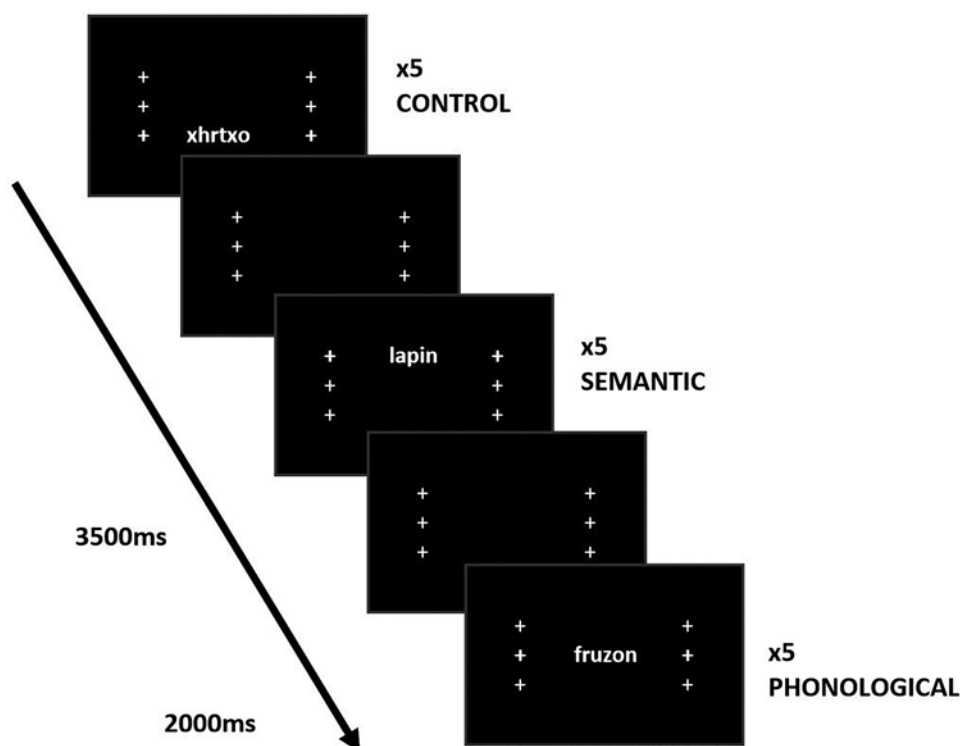 x5
CONTROL
+ +
+ +
+ xhrtxo +
+ +
+ +
+ +
+ lapin +
+ +
+ +
x5
SEMANTIC
+ +
+ +
+ +
3500ms
+ +
+ fruzon +
+ +
x5
PHONOLOGICAL
2000ms